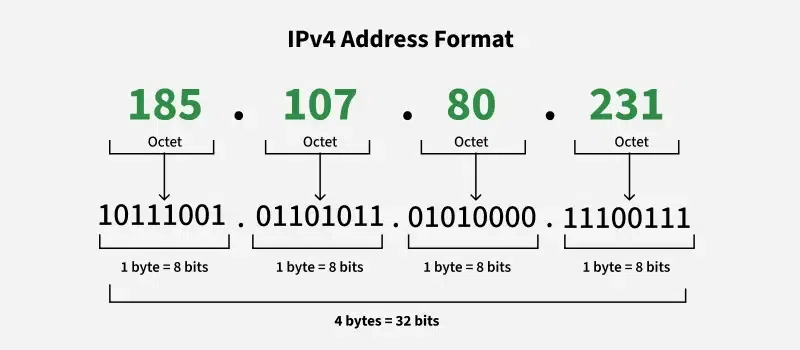 IPv4 Address Format
185 . 107 . 80 . 231
Octet Octet Octet Octet
10111001 . 01101011 . 01010000 . 11100111
1 byte = 8 bits 1 byte = 8 bits 1 byte = 8 bits 1 byte = 8 bits
4 bytes = 32 bits